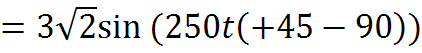 = 3√2sin (250t(+45 − 90))